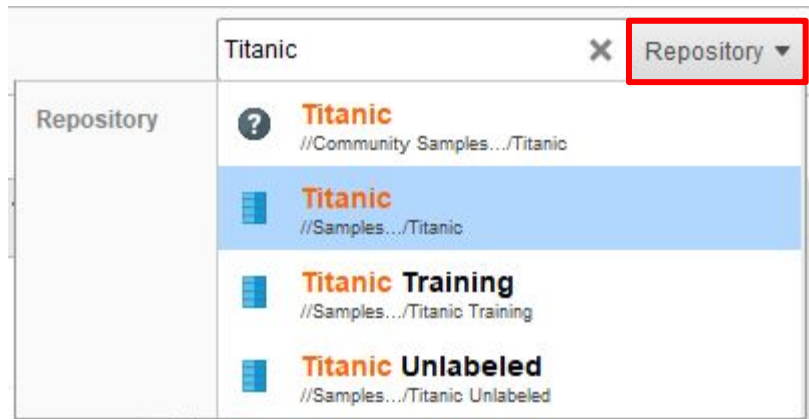 Titanic
Repository
Repository
Titanic
//Community Samples.../Titanic
Titanic
//Samples.../Titanic
Titanic Training
//Samples.../Titanic Training
Titanic Unlabeled
//Samples.../Titanic Unlabeled